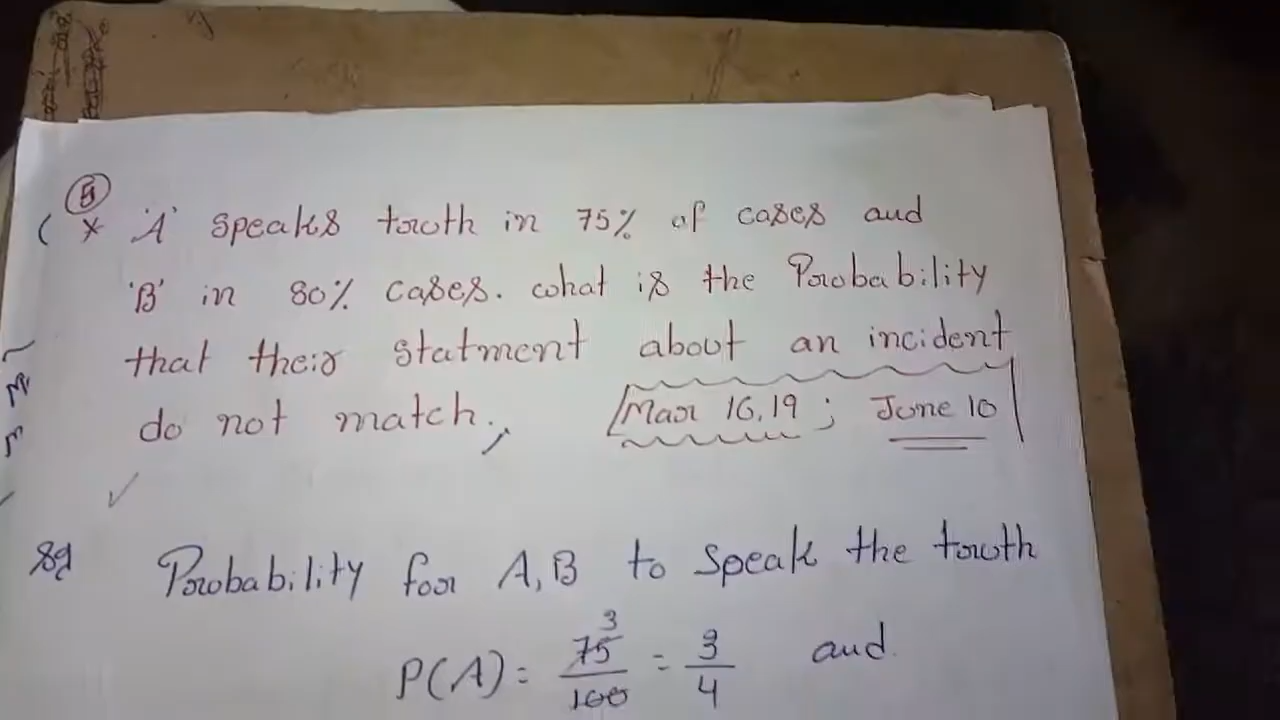 5
( * 'A' speaks truth in 75% of cases and
'B' in 80% cases. what is the Probability
that their statment about an incident
do not match.,
[Mar 16,19 ; June 10]
Sol Probability for A, B to speak the truth
P(A) = 75/100 = 3/4 and
3